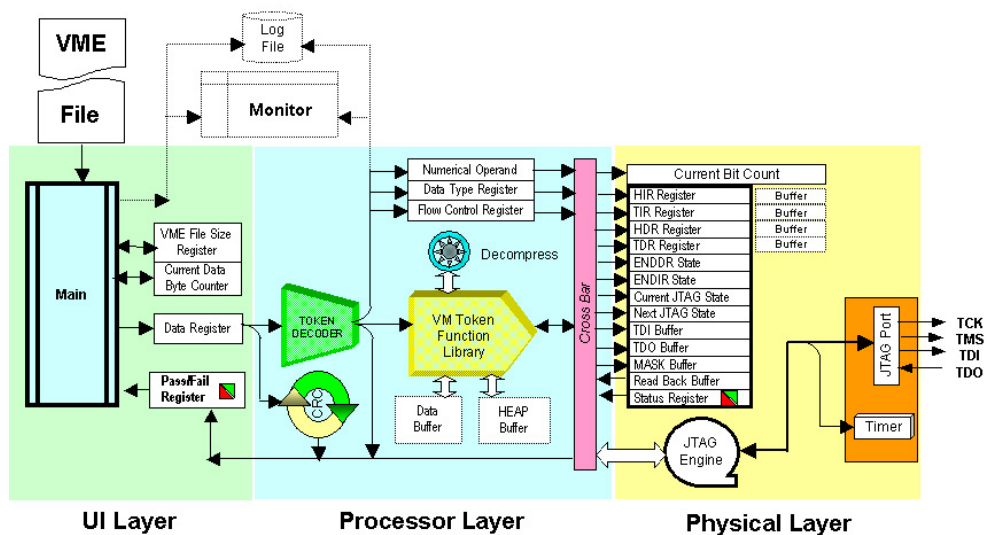 VME
File
Log
File
Monitor
Main
VME File Size
Register
Current Data
Byte Counter
Data Register
Pass/Fail
Register
TOKEN
DECODER
CRC
Numerical Operand
Data Type Register
Flow Control Register
Decompress
VM Token
Function
Library
Data
Buffer
HEAP
Buffer
Cross Bar
Current Bit Count
HIR Register
TIR Register
HDR Register
TDR Register
ENDDR State
ENDIR State
Current JTAG State
Next JTAG State
TDI Buffer
TDO Buffer
MASK Buffer
Read Back Buffer
Status Register
Buffer
Buffer
Buffer
Buffer
JTAG
Engine
JTAG Port
Timer
TCK
TMS
TDI
TDO
UI Layer
Processor Layer
Physical Layer